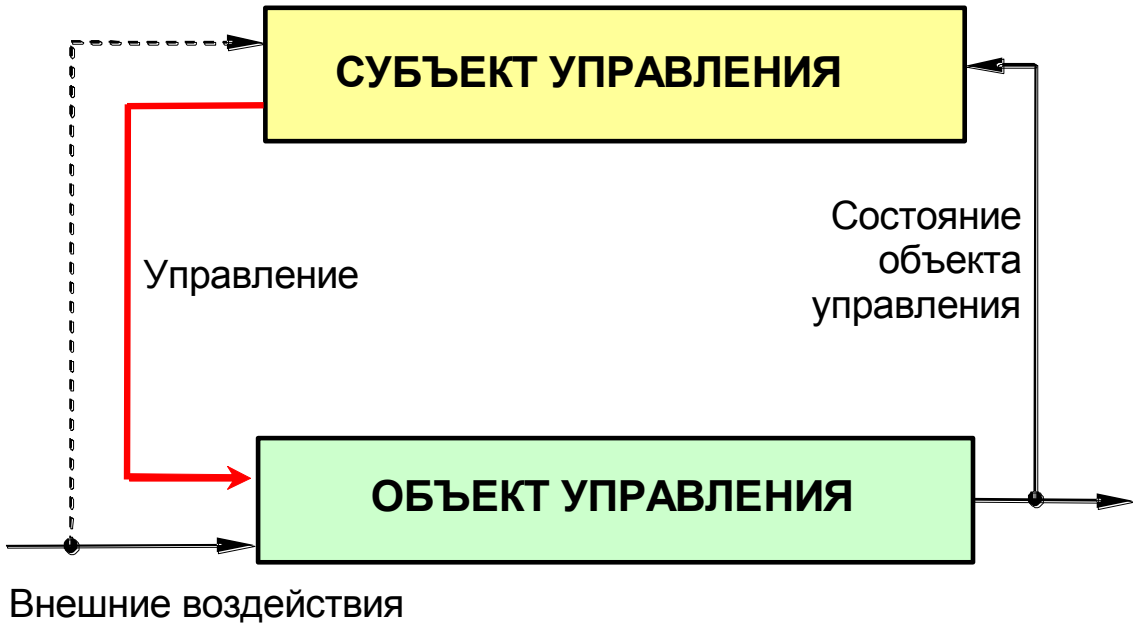 СУБЪЕКТ УПРАВЛЕНИЯ
Управление
Состояние
объекта
управления
ОБЪЕКТ УПРАВЛЕНИЯ
Внешние воздействия